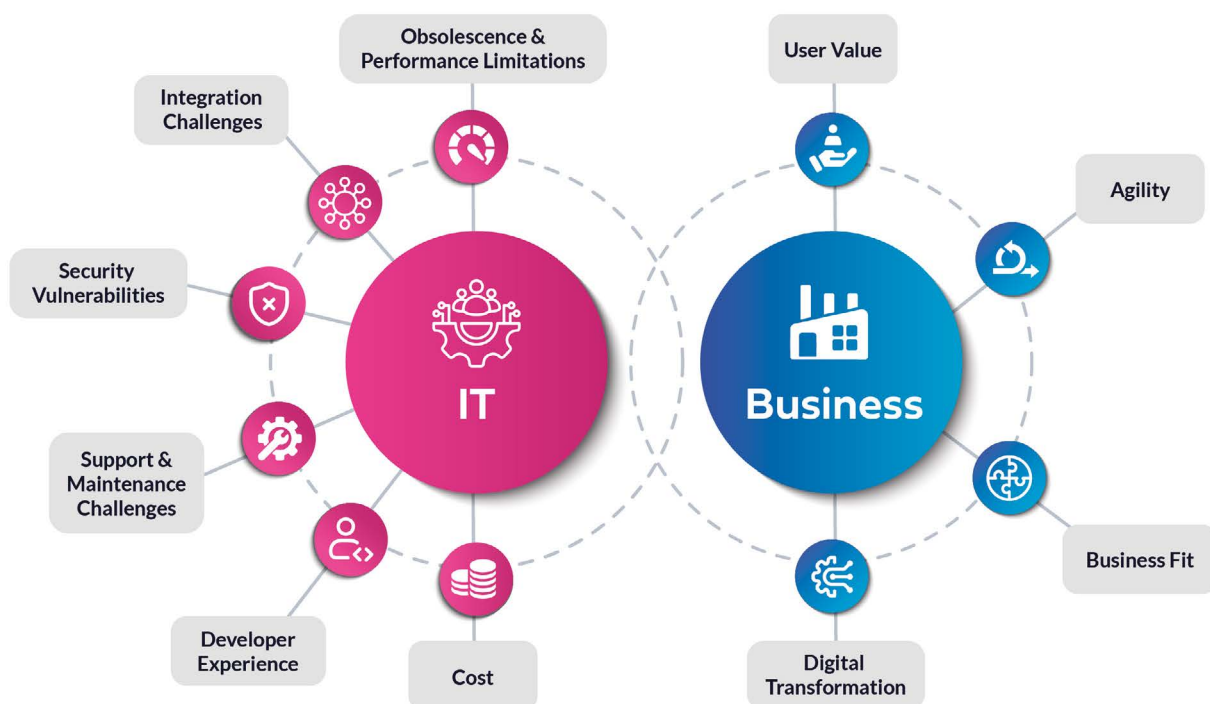 Obsolescence &
Performance Limitations
User Value
Integration
Challenges
Agility
Security
Vulnerabilities
IT
Business
Support &
Maintenance
Challenges
Business Fit
Developer
Experience
Cost
Digital
Transformation